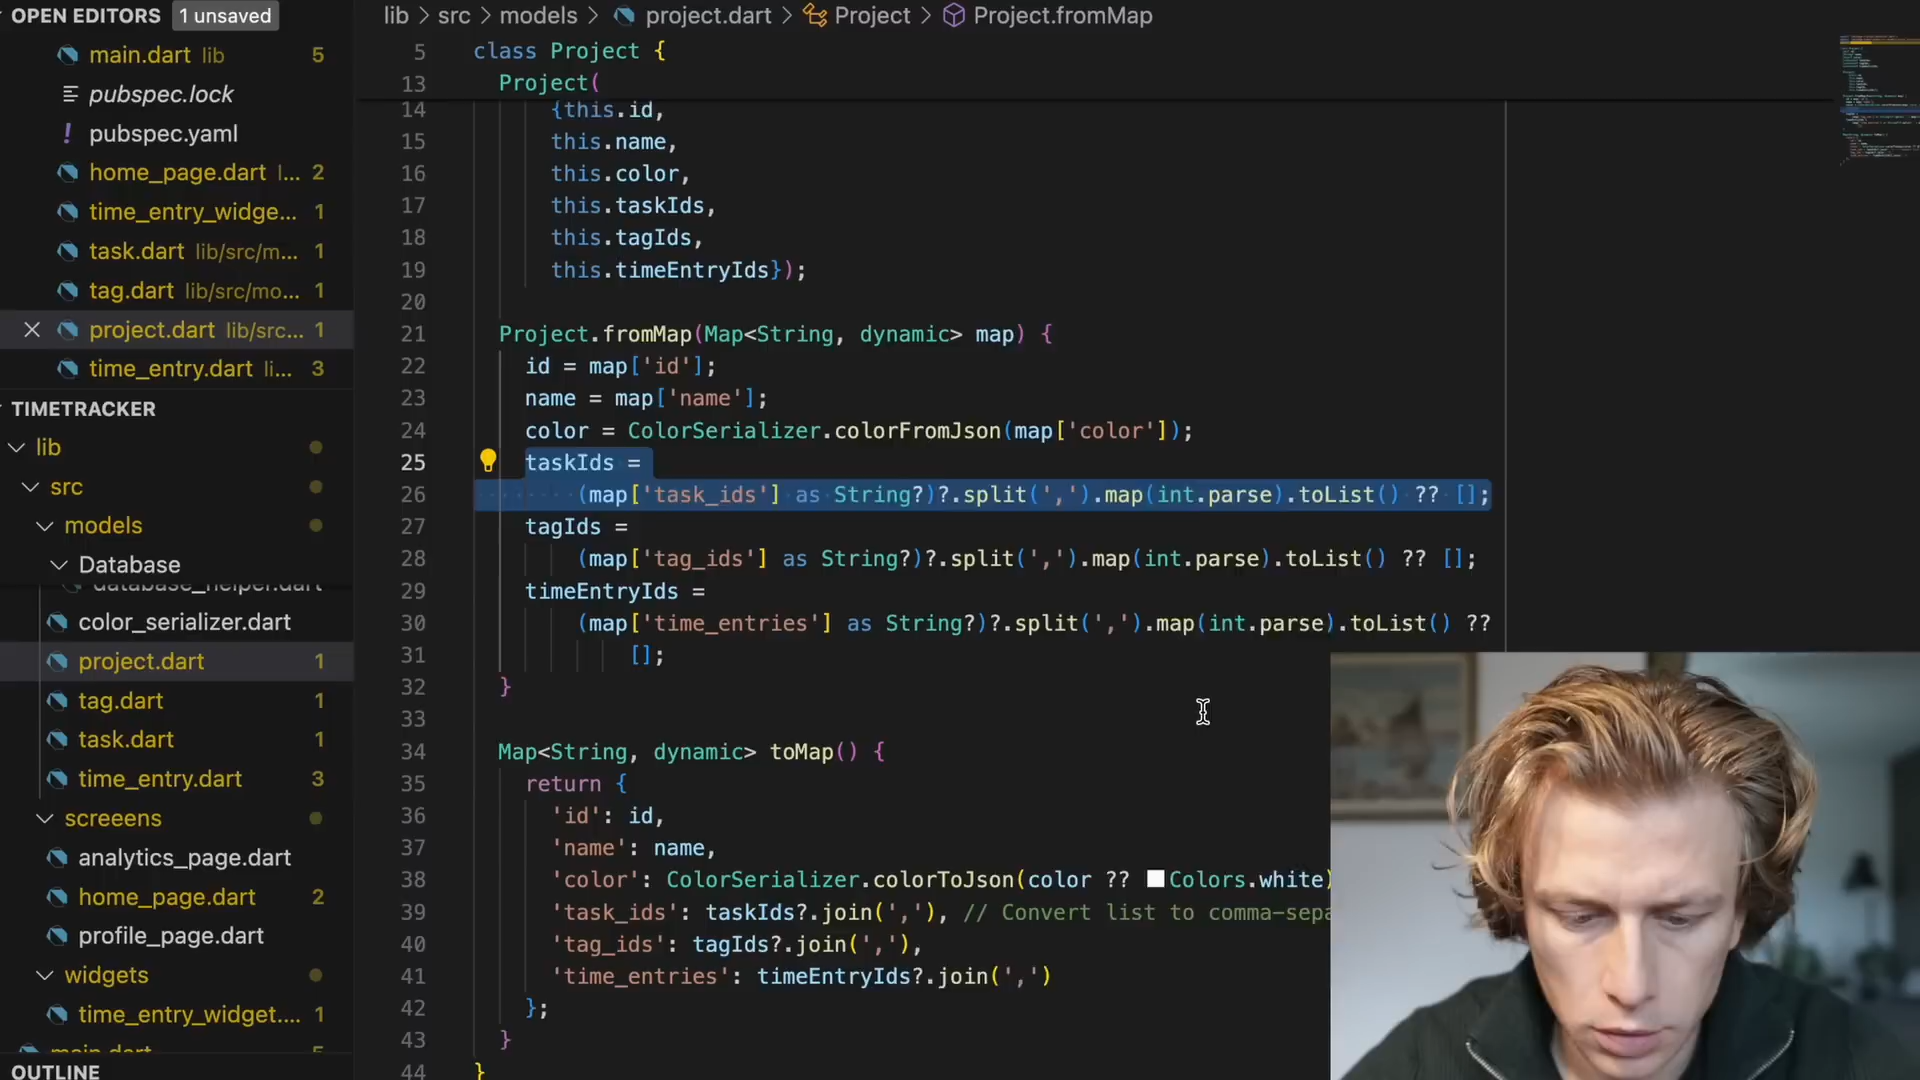 OPEN EDITORS 1 unsaved
main.dart lib 5
pubspec.lock
! pubspec.yaml
home_page.dart l... 2
time_entry_widge... 1
task.dart lib/src/m... 1
tag.dart lib/src/mo... 1
project.dart lib/src... 1
time_entry.dart li... 3
TIMETRACKER
lib
src
models
Database
database_helper.dart
color_serializer.dart
project.dart 1
tag.dart 1
task.dart 1
time_entry.dart 3
screeens
analytics_page.dart
home_page.dart 2
profile_page.dart
widgets
time_entry_widget.... 1
main.dart 5
OUTLINE
lib > src > models > project.dart > Project > Project.fromMap
5 class Project {
13 Project(
14 {this.id,
15 this.name,
16 this.color,
17 this.taskIds,
18 this.tagIds,
19 this.timeEntryIds});
20
21 Project.fromMap(Map<String, dynamic> map) {
22 id = map['id'];
23 name = map['name'];
24 color = ColorSerializer.colorFromJson(map['color']);
25 taskIds =
26 (map['task_ids'] as String?)?.split(',').map(int.parse).toList() ?? [];
27 tagIds =
28 (map['tag_ids'] as String?)?.split(',').map(int.parse).toList() ?? [];
29 timeEntryIds =
30 (map['time_entries'] as String?)?.split(',').map(int.parse).toList() ??
31 [];
32 }
33
34 Map<String, dynamic> toMap() {
35 return {
36 'id': id,
37 'name': name,
38 'color': ColorSerializer.colorToJson(color ?? Colors.white)
39 'task_ids': taskIds?.join(','), // Convert list to comma-sepa
40 'tag_ids': tagIds?.join(','),
41 'time_entries': timeEntryIds?.join(',')
42 };
43 }
44 }